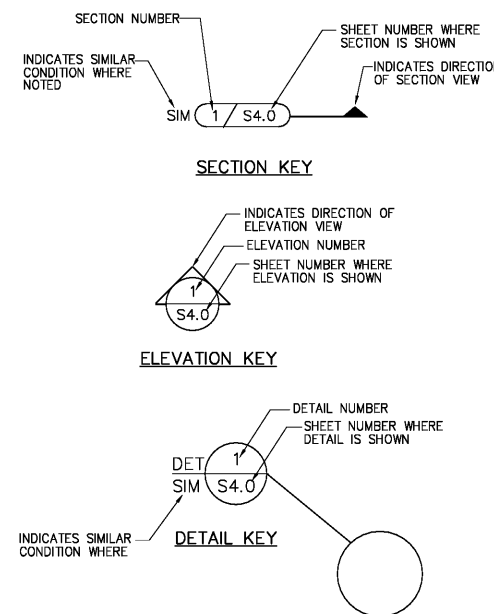 SECTION NUMBER
SHEET NUMBER WHERE
SECTION IS SHOWN
INDICATES SIMILAR
CONDITION WHERE
NOTED
INDICATES DIRECTION
OF SECTION VIEW
SIM 1 / S4.0
SECTION KEY
INDICATES DIRECTION OF
ELEVATION VIEW
ELEVATION NUMBER
SHEET NUMBER WHERE
ELEVATION IS SHOWN
1
S4.0
ELEVATION KEY
DETAIL NUMBER
SHEET NUMBER WHERE
DETAIL IS SHOWN
DET 1
SIM S4.0
INDICATES SIMILAR
CONDITION WHERE
DETAIL KEY